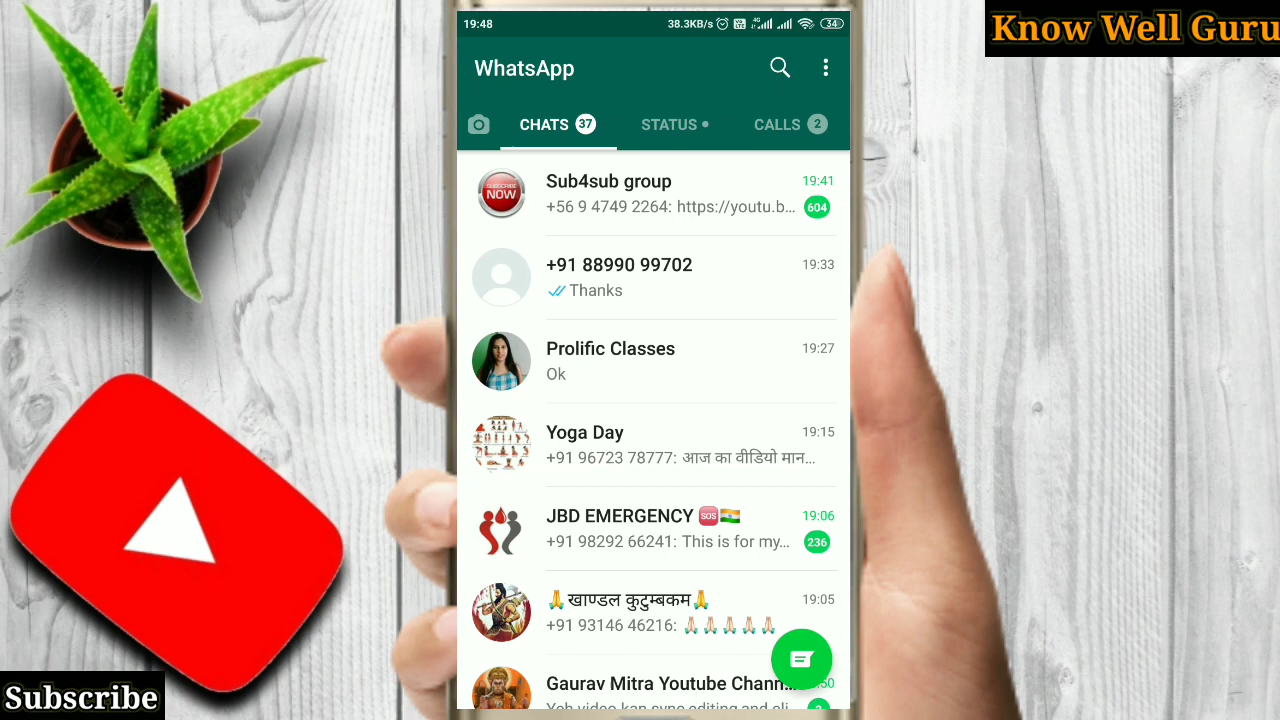 Know Well Guru
19:48
38.3KB/s
4G
34
WhatsApp
CHATS 37
STATUS
CALLS 2
SUBSCRIBE
NOW
Sub4sub group
19:41
+56 9 4749 2264: https://youtu.b...
604
+91 88990 99702
19:33
Thanks
Prolific Classes
19:27
Ok
Yoga Day
19:15
+91 96723 78777: आज का वीडियो मान...
JBD EMERGENCY 🆘🇮🇳
19:06
+91 98292 66241: This is for my...
236
🙏खाण्डल कुटुम्बकम🙏
19:05
+91 93146 46216: 🙏🏻🙏🏻🙏🏻🙏🏻🙏🏻
Gaurav Mitra Youtube Chann...
Subscribe